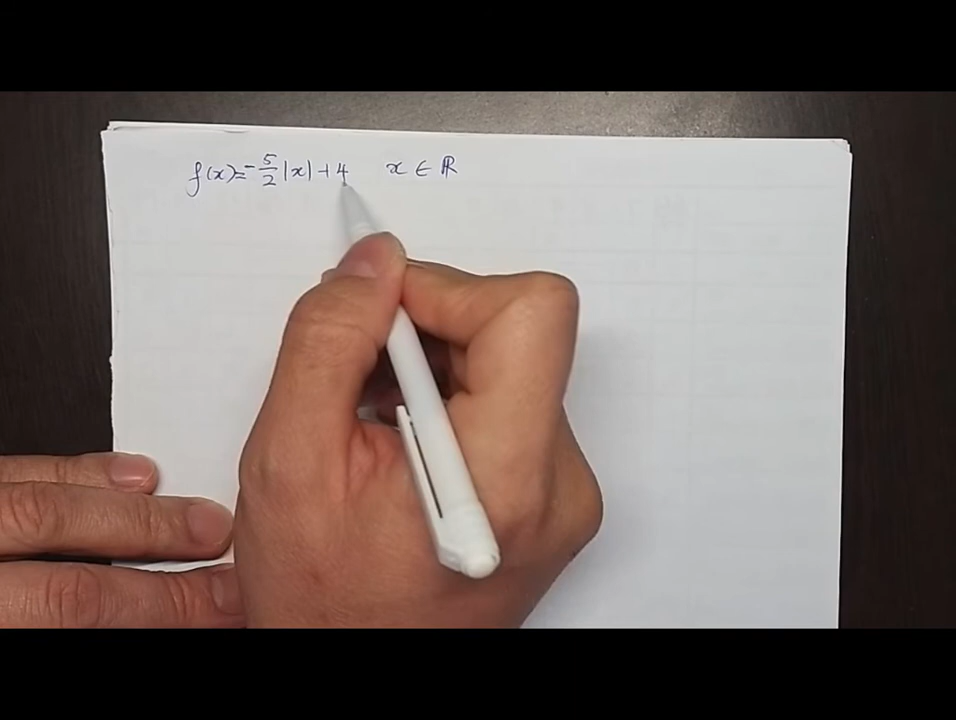 f(x)=-5/2|x|+4 x ∈ ℝ